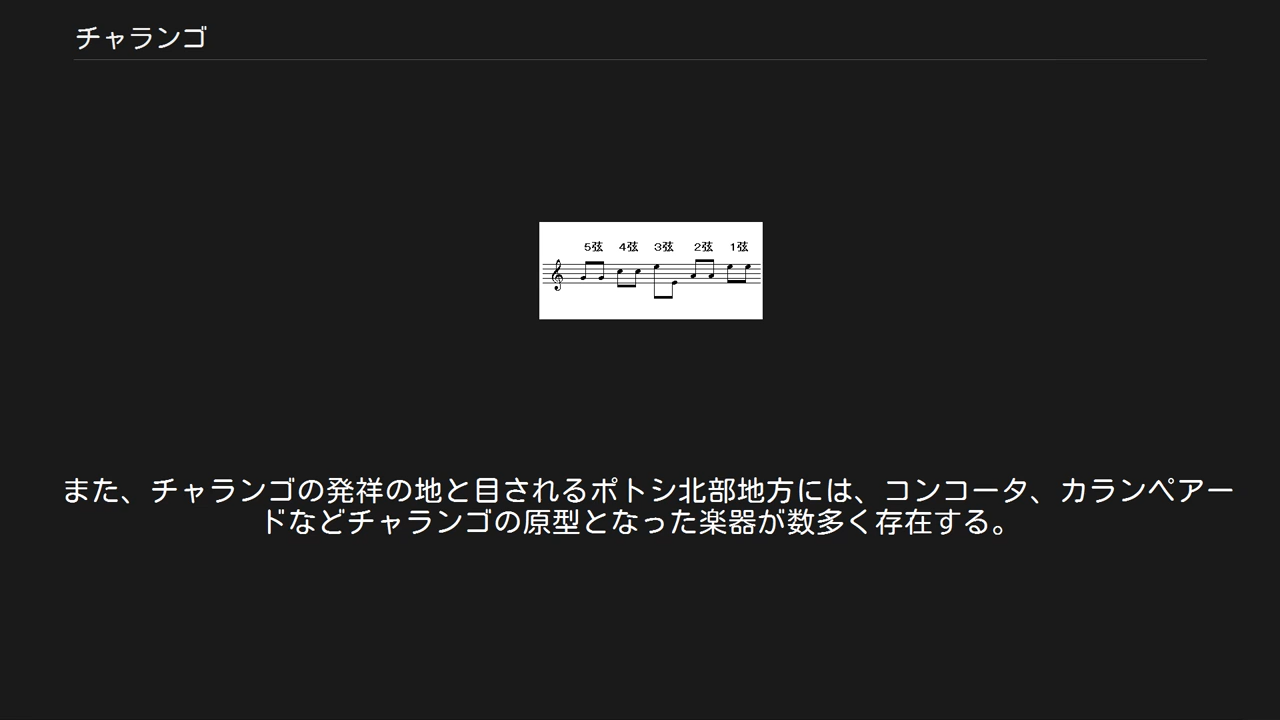 チャランゴ
5弦 4弦 3弦 2弦 1弦
また、チャランゴの発祥の地と目されるポトシ北部地方には、コンコータ、カランペアー
ドなどチャランゴの原型となった楽器が数多く存在する。